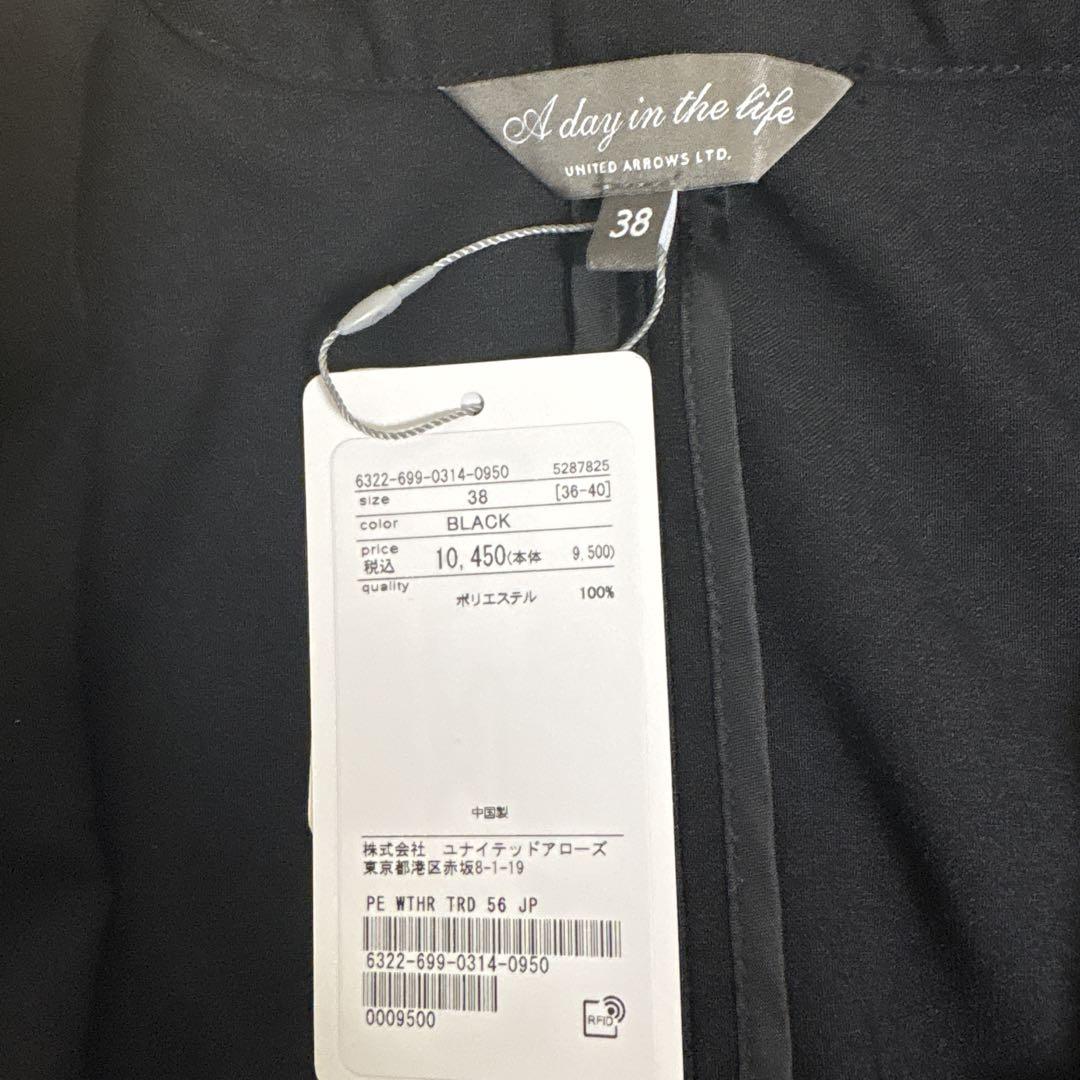 A day in the life
UNITED ARROWS LTD.
38
6322-699-0314-0950 5287825
size 38 [36-40]
color BLACK
price
税込 10,450(本体 9,500)
quality
ポリエステル 100%
中国製
株式会社 ユナイテッドアローズ
東京都港区赤坂8-1-19
PE WTHR TRD 56 JP
6322-699-0314-0950
0009500
RFID